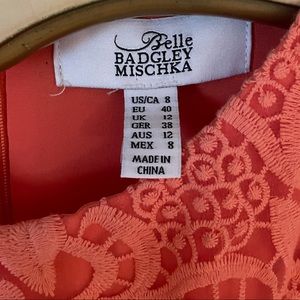 Belle
BADGLEY
MISCHKA
US/CA 8
EU 40
UK 12
GER 38
AUS 12
MEX 8
MADE IN
CHINA